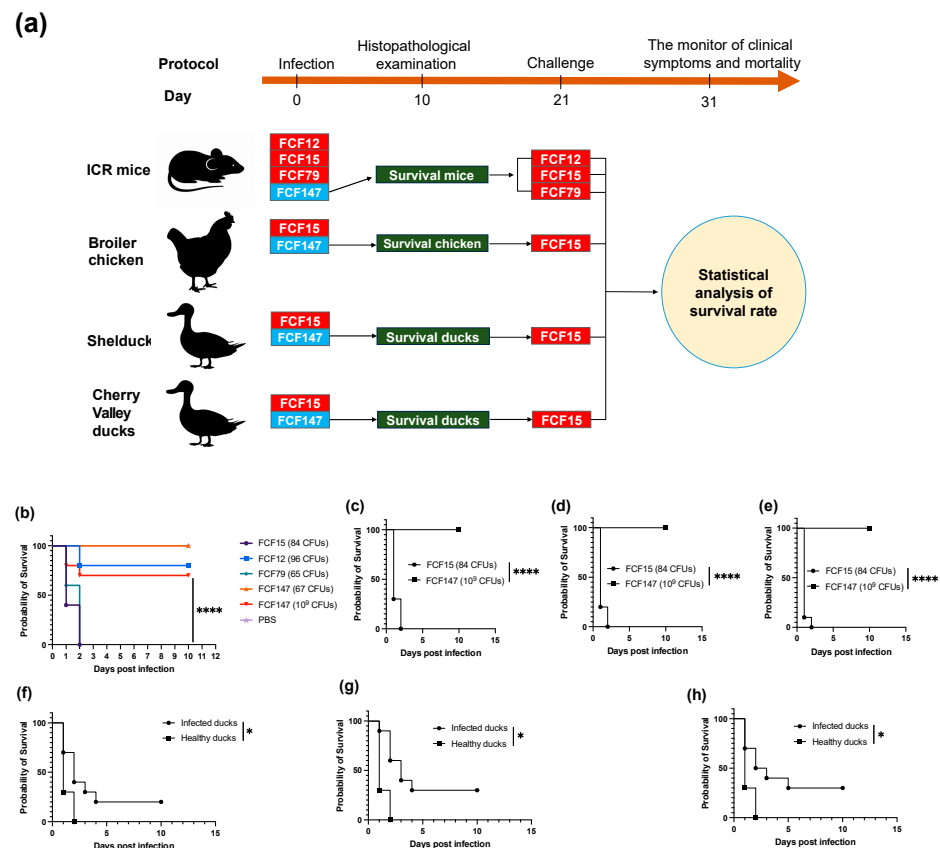 (a)
Protocol
Infection
Histopathological
examination
Challenge
The monitor of clinical
symptoms and mortality
Day
0
10
21
31
ICR mice
FCF12
FCF15
FCF79
FCF147
Survival mice
FCF12
FCF15
FCF79
Broiler
chicken
FCF15
FCF147
Survival chicken
FCF15
Shelduck
FCF15
FCF147
Survival ducks
FCF15
Cherry
Valley
ducks
FCF15
FCF147
Survival ducks
FCF15
Statistical
analysis of
survival rate
(b)
Probability of Survival
100
50
0
0 1 2 3 4 5 6 7 8 9 10 11 12
Days post infection
FCF15 (84 CFUs)
FCF12 (96 CFUs)
FCF79 (65 CFUs)
FCF147 (67 CFUs)
FCF147 (10⁹ CFUs)
PBS
****
(c)
Probability of Survival
100
50
0
0 5 10 15
Days post infection
FCF15 (84 CFUs)
FCF147 (10⁹ CFUs)
****
(d)
Probability of Survival
100
50
0
0 5 10 15
Days post infection
FCF15 (84 CFUs)
FCF147 (10⁹ CFUs)
****
(e)
Probability of Survival
100
50
0
0 5 10 15
Days post infection
FCF15 (84 CFUs)
FCF147 (10⁹ CFUs)
****
(f)
Probability of Survival
100
50
0
0 5 10 15
Days post infection
Infected ducks
Healthy ducks
*
(g)
Probability of Survival
100
50
0
0 5 10 15
Days post infection
Infected ducks
Healthy ducks
*
(h)
Probability of Survival
100
50
0
0 5 10 15
Days post infection
Infected ducks
Healthy ducks
*